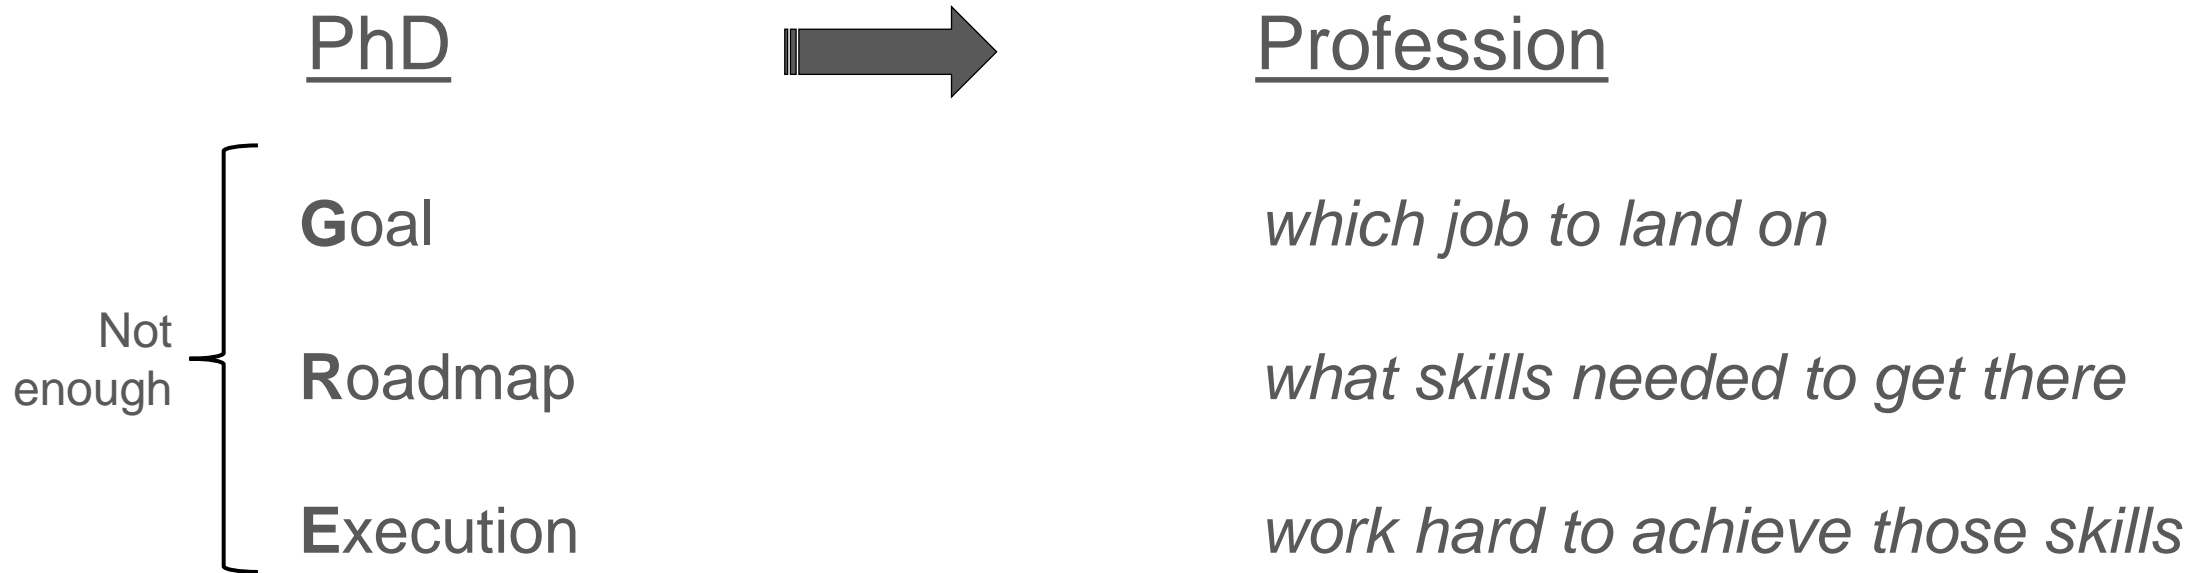 PhD
Profession
Goal
which job to land on
Not
enough
Roadmap
what skills needed to get there
Execution
work hard to achieve those skills